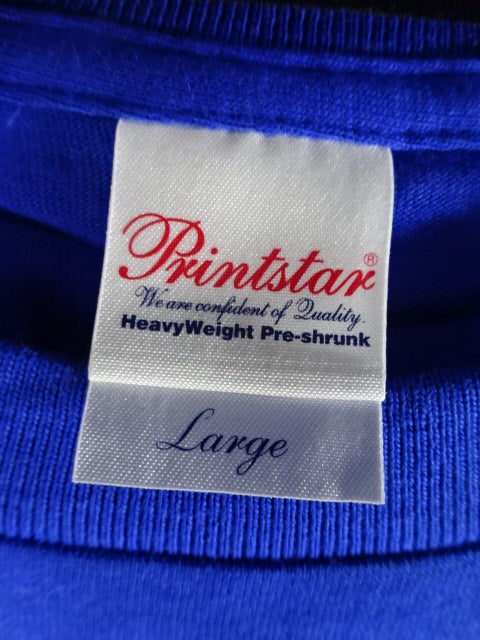 Printstar®
We are confident of Quality.
HeavyWeight Pre-shrunk
Large